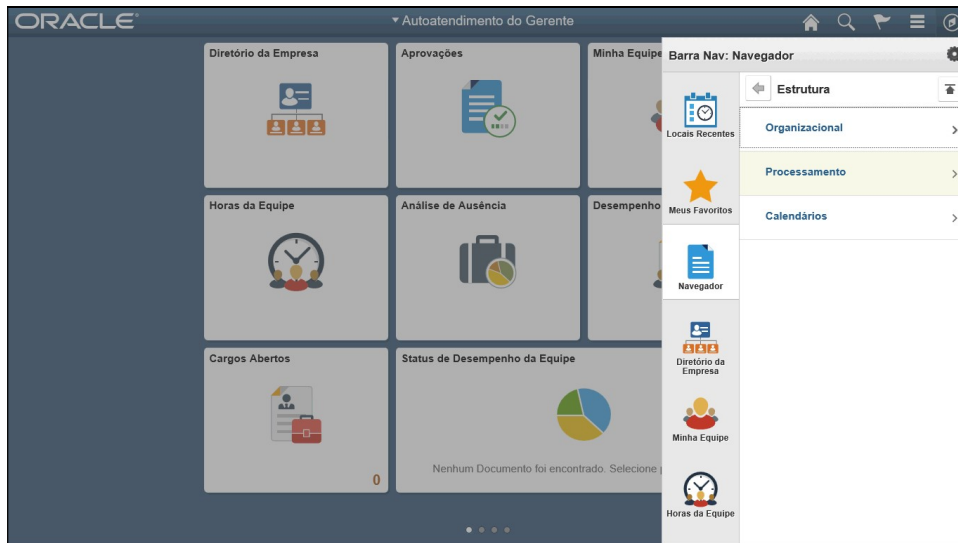 ORACLE
Autoatendimento do Gerente
Diretório da Empresa
Aprovações
Minha Equipe
Horas da Equipe
Análise de Ausência
Desempenho
Cargos Abertos
0
Status de Desempenho da Equipe
Nenhum Documento foi encontrado. Selecione
Barra Nav: Navegador
Locais Recentes
Meus Favoritos
Navegador
Diretório da
Empresa
Minha Equipe
Horas da Equipe
Estrutura
Organizacional
Processamento
Calendários